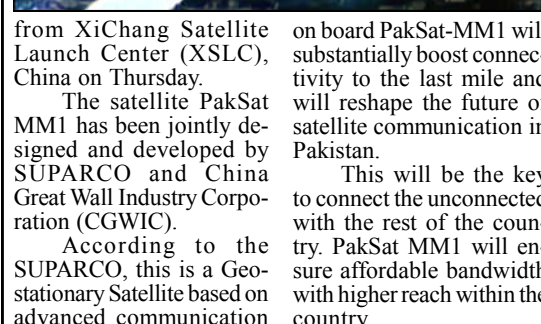 from XiChang Satellite
Launch Center (XSLC),
China on Thursday.
The satellite PakSat
MM1 has been jointly de-
signed and developed by
SUPARCO and China
Great Wall Industry Corpo-
ration (CGWIC).
According to the
SUPARCO, this is a Geo-
stationary Satellite based on
advanced communication
on board PakSat-MM1 will
substantially boost connec-
tivity to the last mile and
will reshape the future of
satellite communication in
Pakistan.
This will be the key
to connect the unconnected
with the rest of the coun-
try. PakSat MM1 will en-
sure affordable bandwidth
with higher reach within the
country